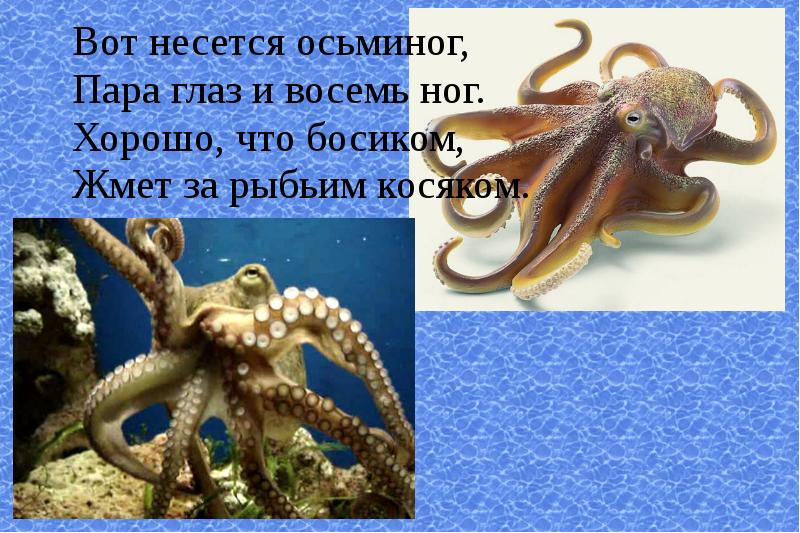 Вот несется осьминог,
Пара глаз и восемь ног.
Хорошо, что босиком,
Жмет за рыбьим косяком.